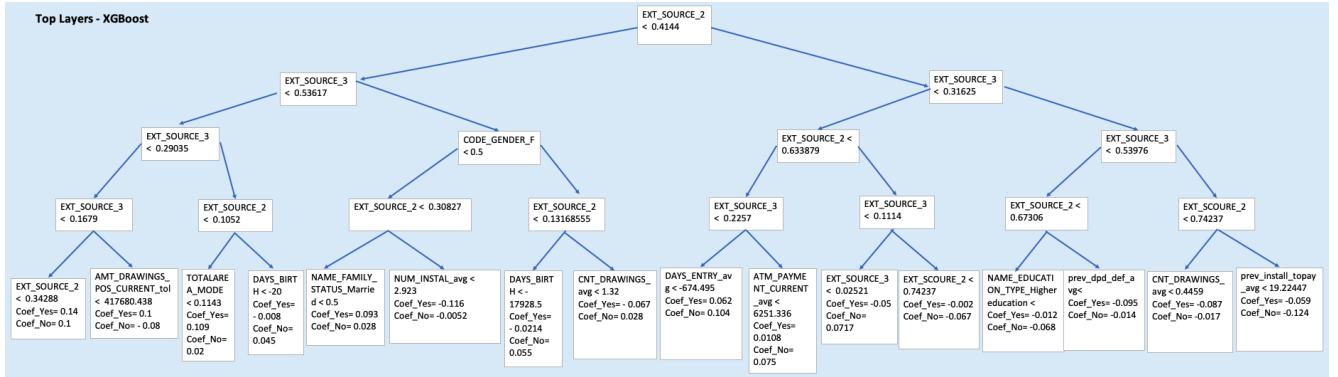 Top Layers - XGBoost
EXT_SOURCE_2
< 0.4144
EXT_SOURCE_3
< 0.53617
EXT_SOURCE_3
< 0.31625
EXT_SOURCE_3
< 0.29035
CODE_GENDER_F
< 0.5
EXT_SOURCE_2 <
0.633879
EXT_SOURCE_3
< 0.53976
EXT_SOURCE_3
< 0.1679
EXT_SOURCE_2
< 0.1052
EXT_SOURCE_2 < 0.30827
EXT_SOURCE_2
< 0.13168555
EXT_SOURCE_3
< 0.2257
EXT_SOURCE_3
< 0.1114
EXT_SOURCE_2 <
0.67306
EXT_SCOURE_2
< 0.74237
EXT_SOURCE_2
< 0.34288
Coef_Yes= 0.14
Coef_No= 0.1
AMT_DRAWINGS_
POS_CURRENT_tol
< 417680.438
Coef_Yes= 0.1
Coef_No= - 0.08
TOTALARE
A_MODE
< 0.1143
Coef_Yes=
0.109
Coef_No=
0.02
DAYS_BIRT
H < -20
Coef_Yes=
- 0.008
Coef_No=
0.045
NAME_FAMILY_
STATUS_Marrie
d < 0.5
Coef_Yes= 0.093
Coef_No= 0.028
NUM_INSTAL_avg <
2.923
Coef_Yes= -0.116
Coef_No= -0.0052
DAYS_BIRT
H < -
17928.5
Coef_Yes=
- 0.0214
Coef_No=
0.055
CNT_DRAWINGS_
avg < 1.32
Coef_Yes= - 0.067
Coef_No= 0.028
DAYS_ENTRY_av
g < -674.495
Coef_Yes= 0.062
Coef_No= 0.104
ATM_PAYME
NT_CURRENT
_avg <
6251.336
Coef_Yes=
0.0108
Coef_No=
0.075
EXT_SOURCE_3
< 0.02521
Coef_Yes= -0.05
Coef_No=
0.0717
EXT_SCOURE_2 <
0.74237
Coef_Yes= -0.002
Coef_No= -0.067
NAME_EDUCATI
ON_TYPE_Higher
education <
Coef_Yes= -0.012
Coef_No= -0.068
prev_dpd_def_a
vg<
Coef_Yes= -0.095
Coef_No= -0.014
CNT_DRAWINGS_
avg < 0.4459
Coef_Yes= -0.087
Coef_No= -0.017
prev_install_topay
_avg < 19.22447
Coef_Yes= -0.059
Coef_No= -0.124